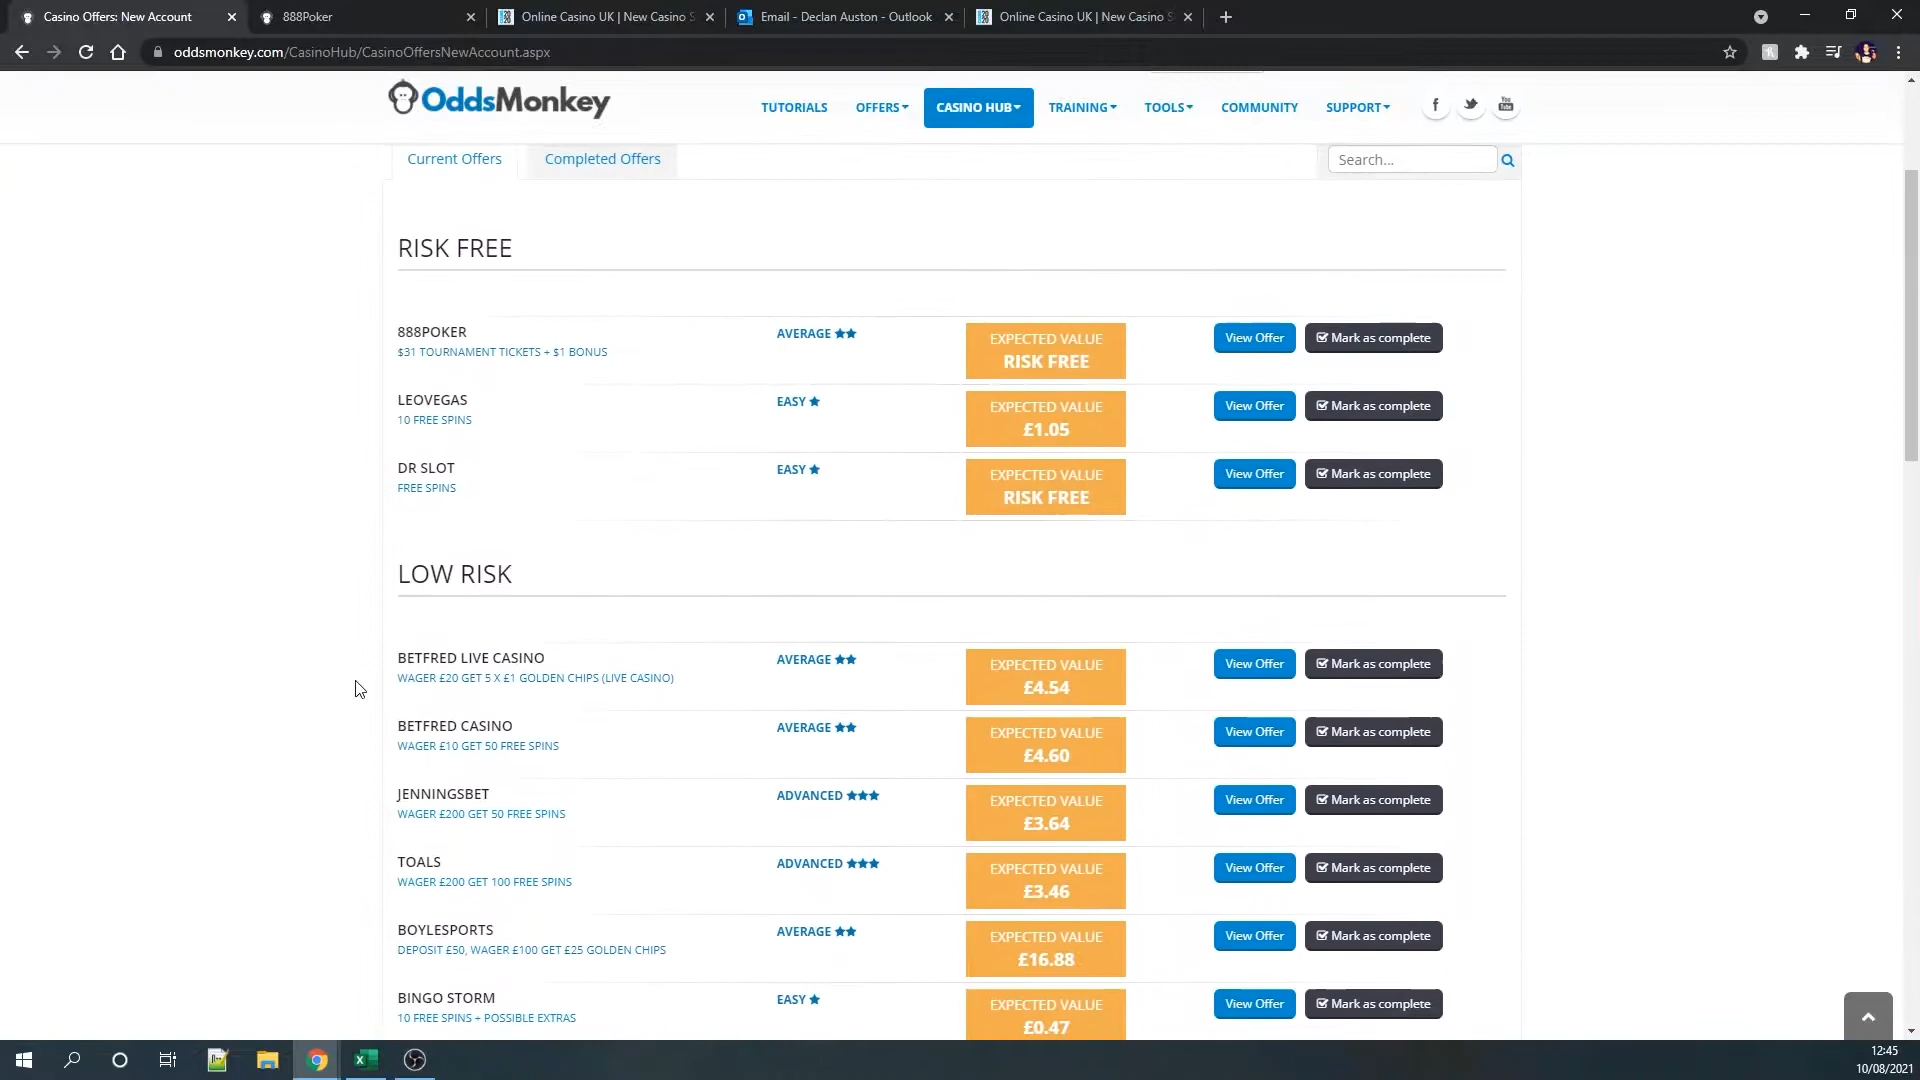 Casino Offers: New Account
888Poker
Online Casino UK | New Casino S
Email - Declan Auston - Outlook
Online Casino UK | New Casino S
oddsmonkey.com/CasinoHub/CasinoOffersNewAccount.aspx
OddsMonkey
TUTORIALS OFFERS CASINO HUB TRAINING TOOLS COMMUNITY SUPPORT
You Tube
Current Offers Completed Offers Search...
RISK FREE
888POKER
$31 TOURNAMENT TICKETS + $1 BONUS
AVERAGE
EXPECTED VALUE
RISK FREE
View Offer Mark as complete
LEOVEGAS
10 FREE SPINS
EASY
EXPECTED VALUE
£1.05
View Offer Mark as complete
DR SLOT
FREE SPINS
EASY
EXPECTED VALUE
RISK FREE
View Offer Mark as complete
LOW RISK
BETFRED LIVE CASINO
WAGER £20 GET 5 X £1 GOLDEN CHIPS (LIVE CASINO)
AVERAGE
EXPECTED VALUE
£4.54
View Offer Mark as complete
BETFRED CASINO
WAGER £10 GET 50 FREE SPINS
AVERAGE
EXPECTED VALUE
£4.60
View Offer Mark as complete
JENNINGSBET
WAGER £200 GET 50 FREE SPINS
ADVANCED
EXPECTED VALUE
£3.64
View Offer Mark as complete
TOALS
WAGER £200 GET 100 FREE SPINS
ADVANCED
EXPECTED VALUE
£3.46
View Offer Mark as complete
BOYLESPORTS
DEPOSIT £50, WAGER £100 GET £25 GOLDEN CHIPS
AVERAGE
EXPECTED VALUE
£16.88
View Offer Mark as complete
BINGO STORM
10 FREE SPINS + POSSIBLE EXTRAS
EASY
EXPECTED VALUE
£0.47
View Offer Mark as complete
12:45
10/08/2021